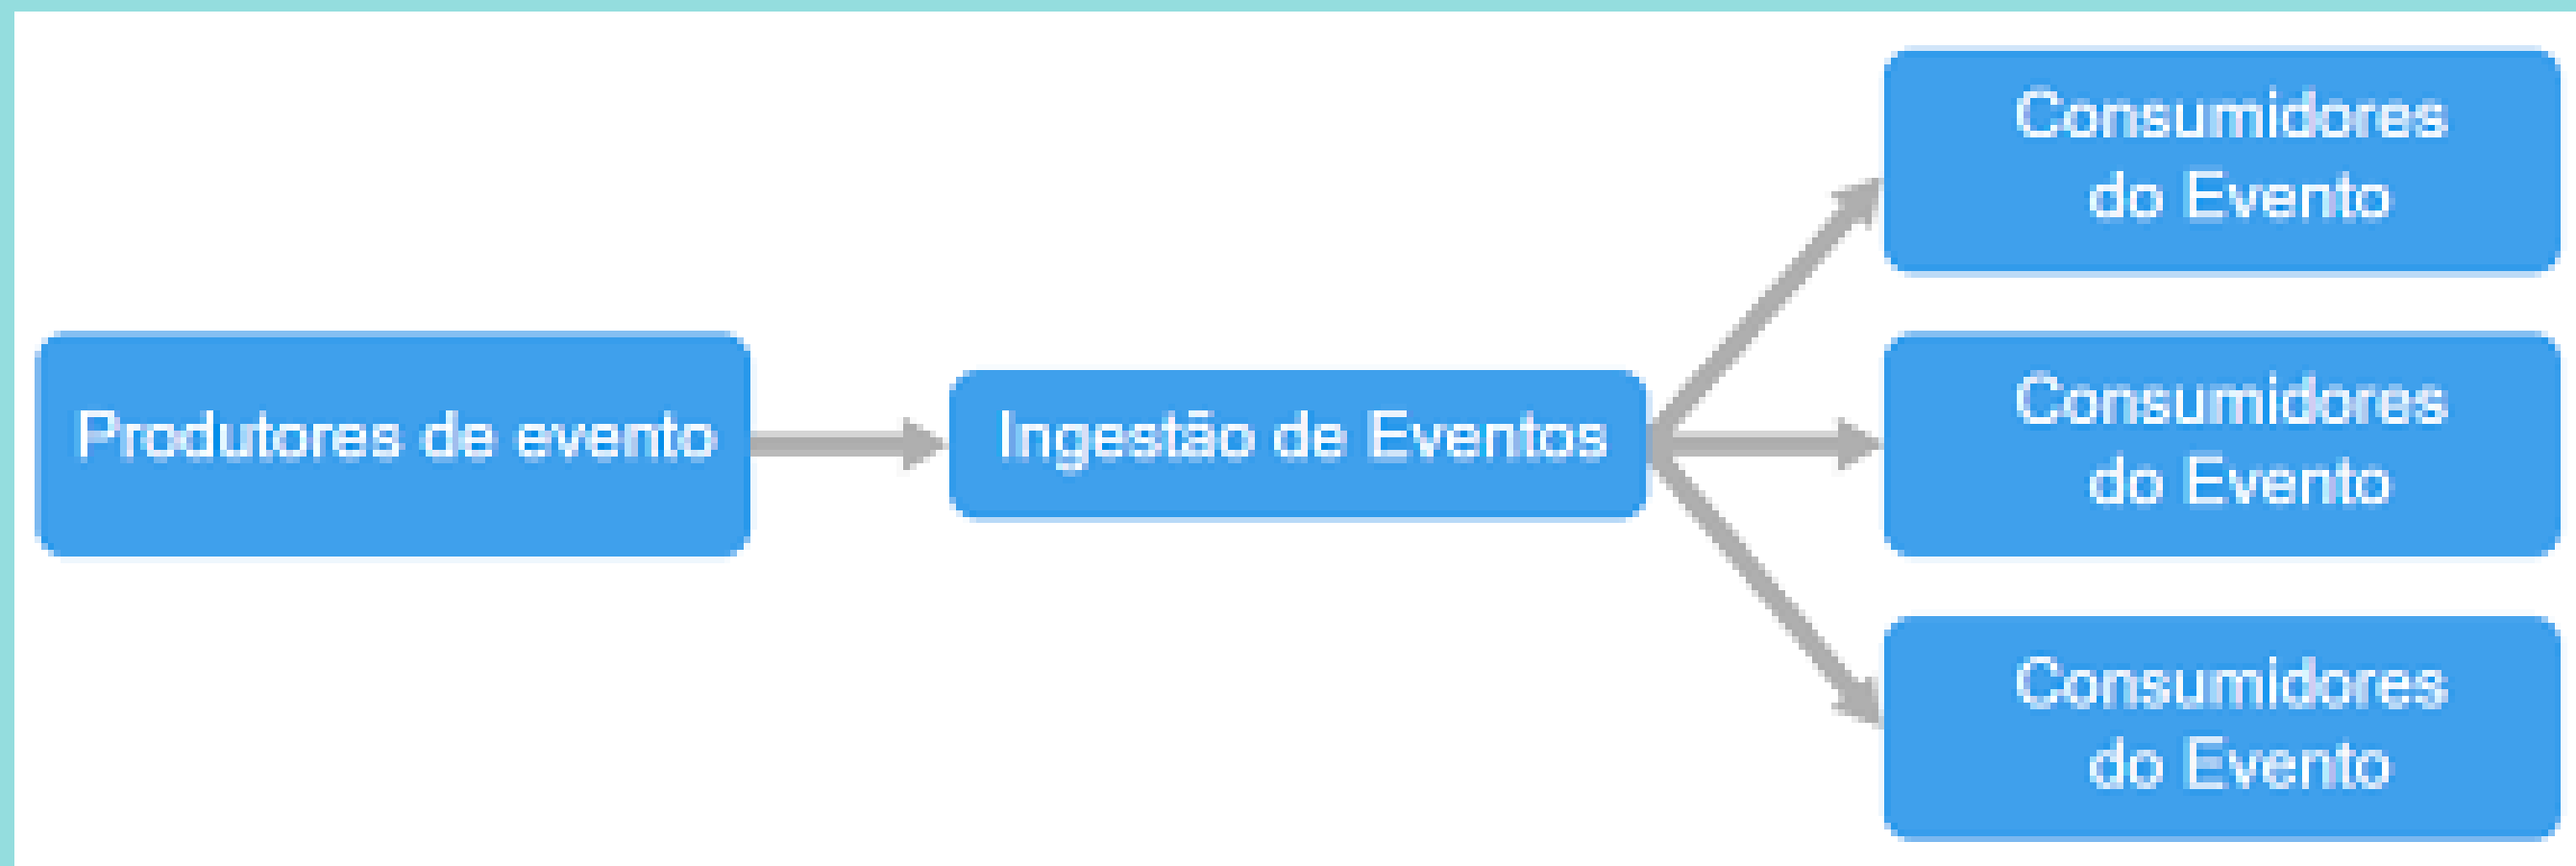 Produtores de evento
Ingestão de Eventos
Consumidores
do Evento
Consumidores
do Evento
Consumidores
do Evento